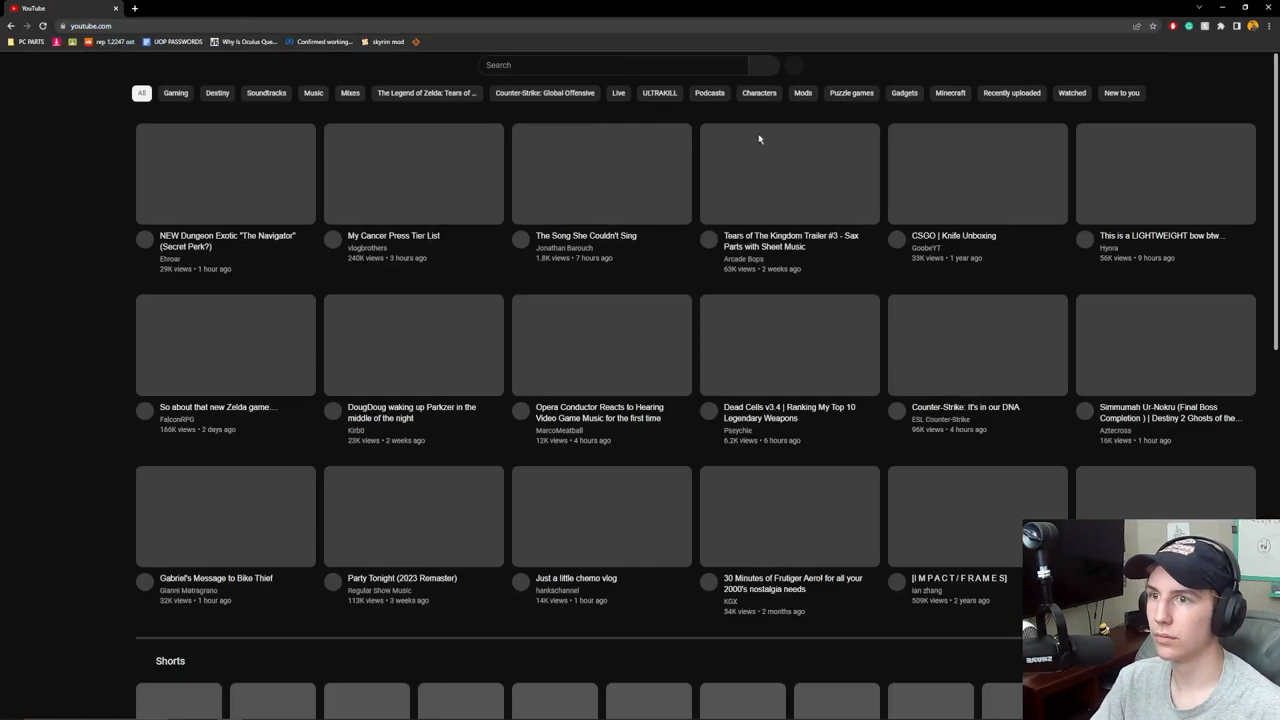 YouTube
youtube.com
PC PARTS
rep 1.2247 ost
UOP PASSWORDS
Why Is Oculus Que...
Confirmed working...
skyrim mod
Search
All Gaming Destiny Soundtracks Music Mixes The Legend of Zelda: Tears of ... Counter-Strike: Global Offensive Live ULTRAKILL Podcasts Characters Mods Puzzle games Gadgets Minecraft Recently uploaded Watched New to you
NEW Dungeon Exotic "The Navigator"
(Secret Perk?)
Ehroar
29K views • 1 hour ago
My Cancer Press Tier List
vlogbrothers
240K views • 3 hours ago
The Song She Couldn't Sing
Jonathan Barouch
1.8K views • 7 hours ago
Tears of The Kingdom Trailer #3 - Sax
Parts with Sheet Music
Arcade Bops
63K views • 2 weeks ago
CSGO | Knife Unboxing
GoobeYT
33K views • 1 year ago
This is a LIGHTWEIGHT bow btw...
Hynra
56K views • 9 hours ago
So about that new Zelda game....
FalconRPG
166K views • 2 days ago
DougDoug waking up Parkzer in the
middle of the night
Kirb0
23K views • 2 weeks ago
Opera Conductor Reacts to Hearing
Video Game Music for the first time
MarcoMeatball
12K views • 4 hours ago
Dead Cells v3.4 | Ranking My Top 10
Legendary Weapons
Paeychie
6.2K views • 6 hours ago
Counter-Strike: It's in our DNA
ESL Counter-Strike
96K views • 4 hours ago
Simmumah Ur-Nokru (Final Boss
Completion ) | Destiny 2 Ghosts of the...
Aztecross
16K views • 1 hour ago
Gabriel's Message to Bike Thief
Gianni Matragrano
32K views • 1 hour ago
Party Tonight (2023 Remaster)
Regular Show Music
113K views • 3 weeks ago
Just a little chemo vlog
hankschannel
14K views • 1 hour ago
30 Minutes of Frutiger Aero! for all your
2000's nostalgia needs
KGX
34K views • 2 months ago
[I M P A C T / F R A M E S]
ian zhang
509K views • 2 years ago
Shorts
SHURE